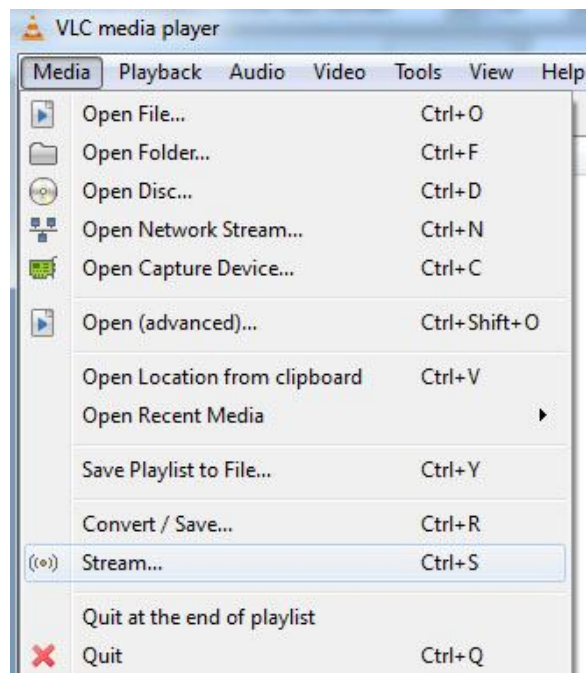 VLC media player
Media Playback Audio Video Tools View Help
Open File... Ctrl+O
Open Folder... Ctrl+F
Open Disc... Ctrl+D
Open Network Stream... Ctrl+N
Open Capture Device... Ctrl+C
Open (advanced)... Ctrl+Shift+O
Open Location from clipboard Ctrl+V
Open Recent Media
Save Playlist to File... Ctrl+Y
Convert / Save... Ctrl+R
Stream... Ctrl+S
Quit at the end of playlist
Quit Ctrl+Q